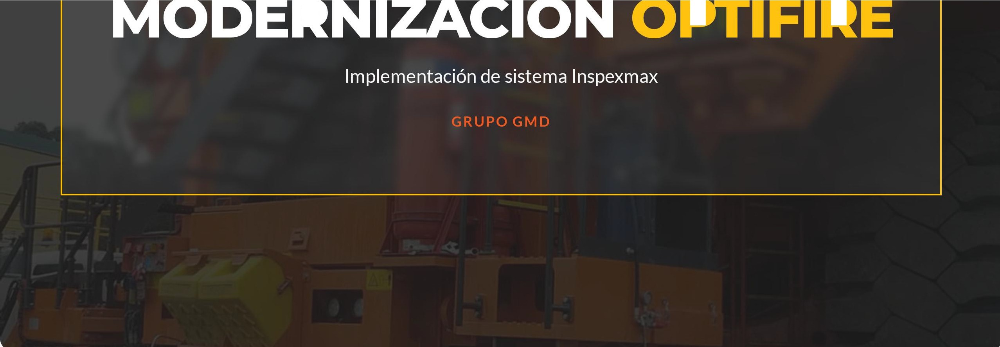 MODERNIZACIÓN OPTIFIRE
Implementación de sistema Inspexmax
GRUPO GMD